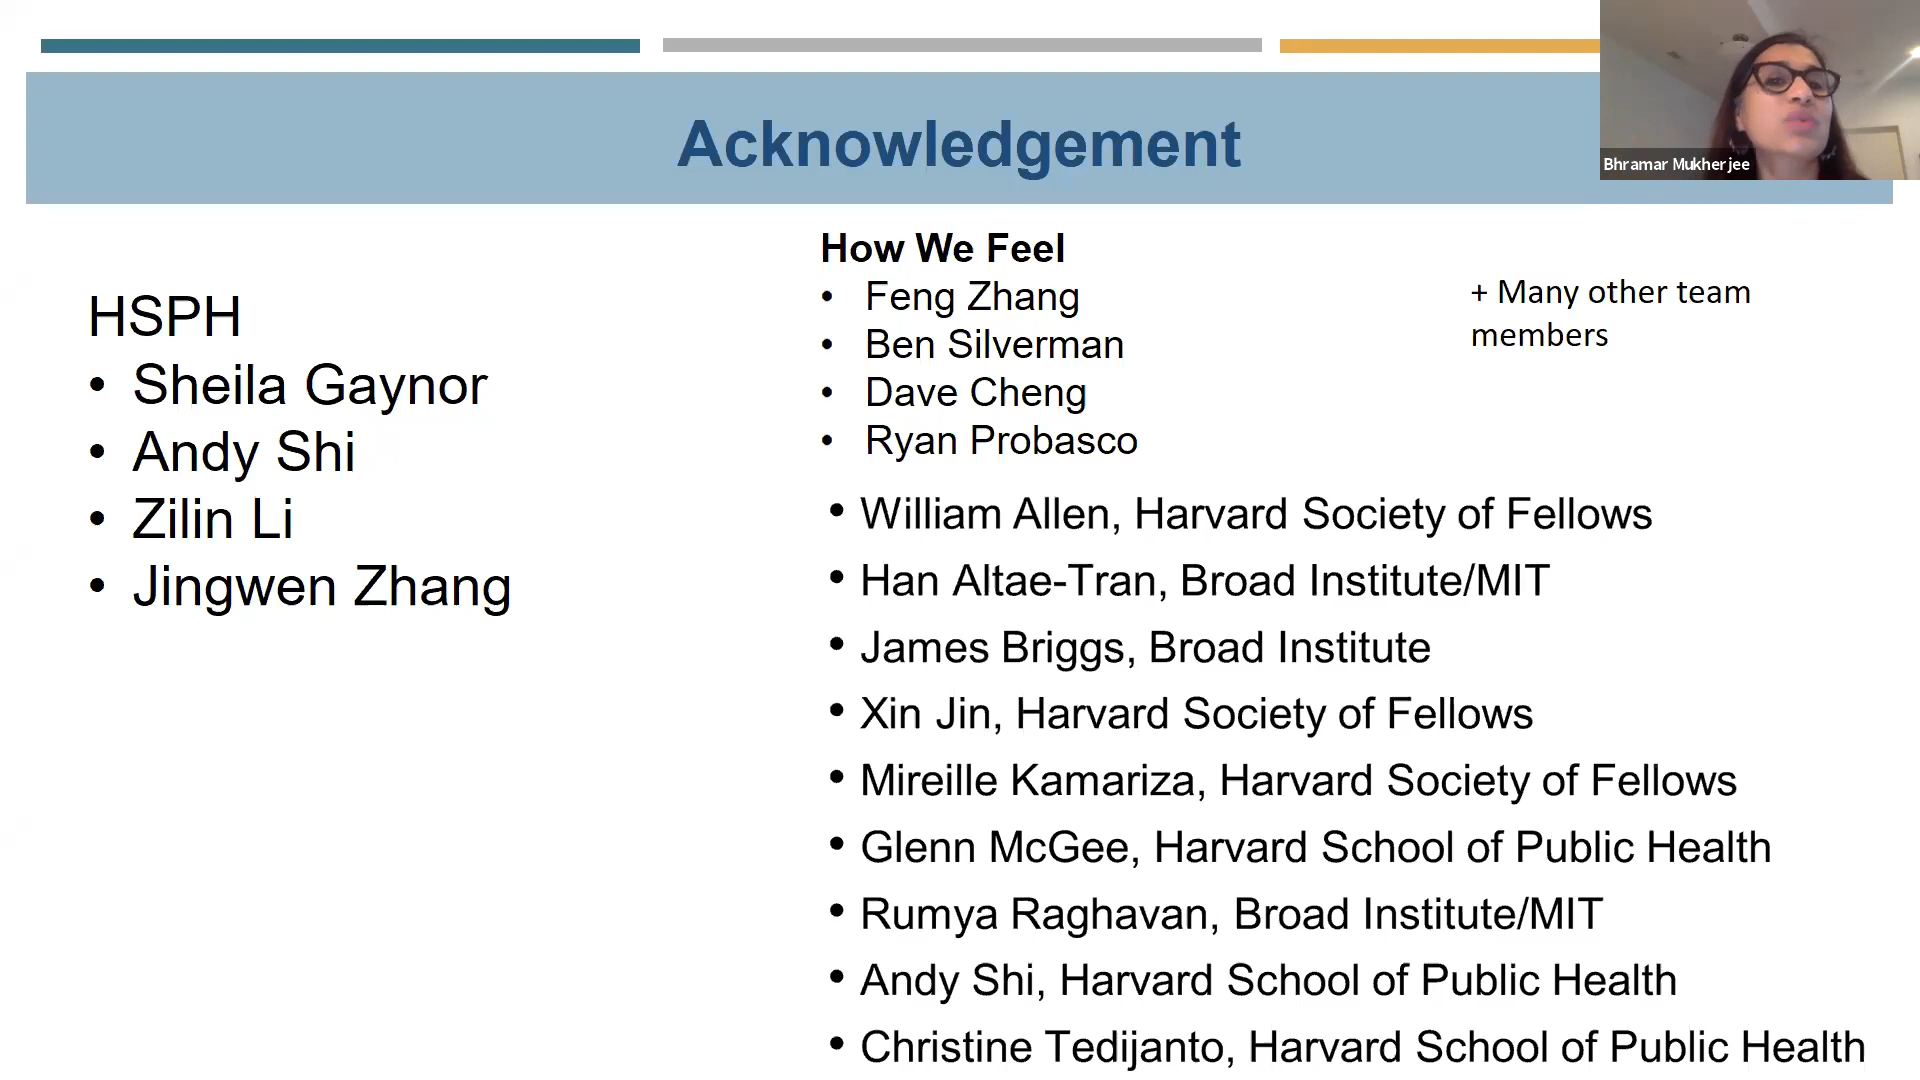 Acknowledgement
Bhramar Mukherjee
HSPH
• Sheila Gaynor
• Andy Shi
• Zilin Li
• Jingwen Zhang
How We Feel
• Feng Zhang
• Ben Silverman
• Dave Cheng
• Ryan Probasco
+ Many other team
members
• William Allen, Harvard Society of Fellows
• Han Altae-Tran, Broad Institute/MIT
• James Briggs, Broad Institute
• Xin Jin, Harvard Society of Fellows
• Mireille Kamariza, Harvard Society of Fellows
• Glenn McGee, Harvard School of Public Health
• Rumya Raghavan, Broad Institute/MIT
• Andy Shi, Harvard School of Public Health
• Christine Tedijanto, Harvard School of Public Health